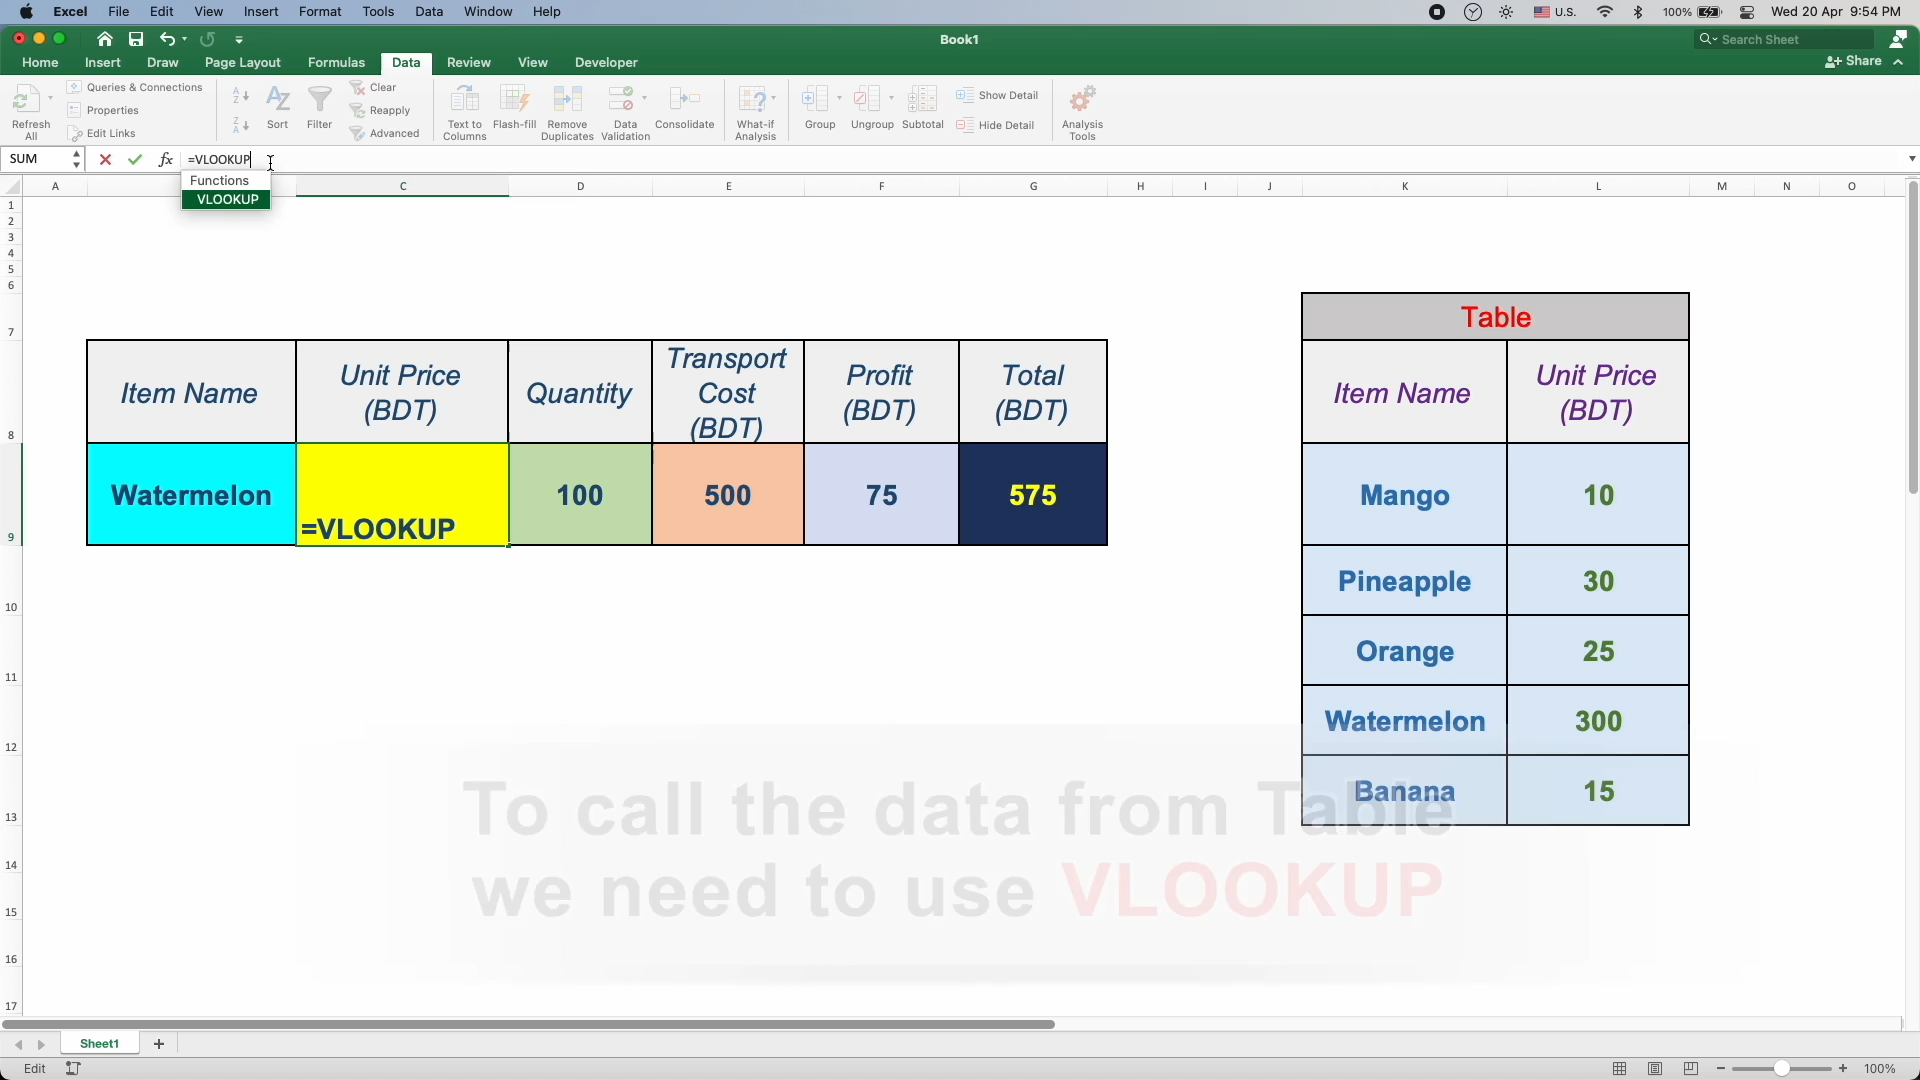 Excel File Edit View Insert Format Tools Data Window Help U.S. 100% Wed 20 Apr 9:54 PM
Book1 Search Sheet
Home Insert Draw Page Layout Formulas Data Review View Developer Share
Refresh All
Queries & Connections
Properties
Edit Links
Sort
Filter
Clear
Reapply
Advanced
Text to Columns
Flash-fill
Remove Duplicates
Data Validation
Consolidate
What-if Analysis
Group
Ungroup
Subtotal
Show Detail
Hide Detail
Analysis Tools
SUM fx =VLOOKUP
Functions
VLOOKUP
A C D E F G H I J K L M N O
1
2
3
4
5
6
7
8
9
10
11
12
13
14
15
16
17
Item Name
Unit Price
(BDT)
Quantity
Transport
Cost
(BDT)
Profit
(BDT)
Total
(BDT)
Watermelon =VLOOKUP 100 500 75 575
Table
Item Name
Unit Price
(BDT)
Mango 10
Pineapple 30
Orange 25
Watermelon 300
Banana 15
To call the data from Table
we need to use VLOOKUP
Sheet1
Edit 100%